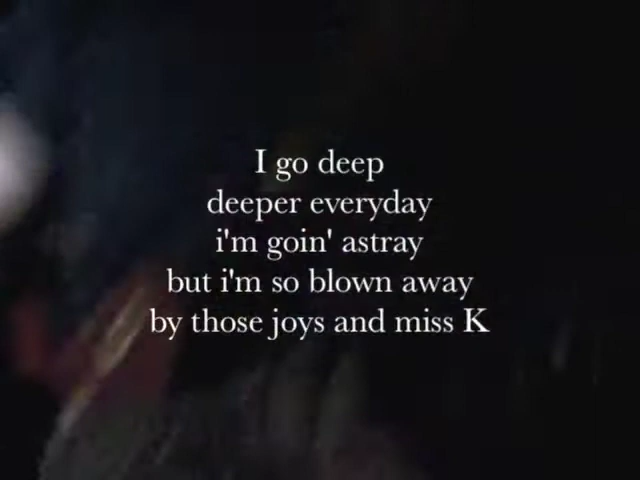 I go deep
deeper everyday
i'm goin' astray
but i'm so blown away
by those joys and miss K